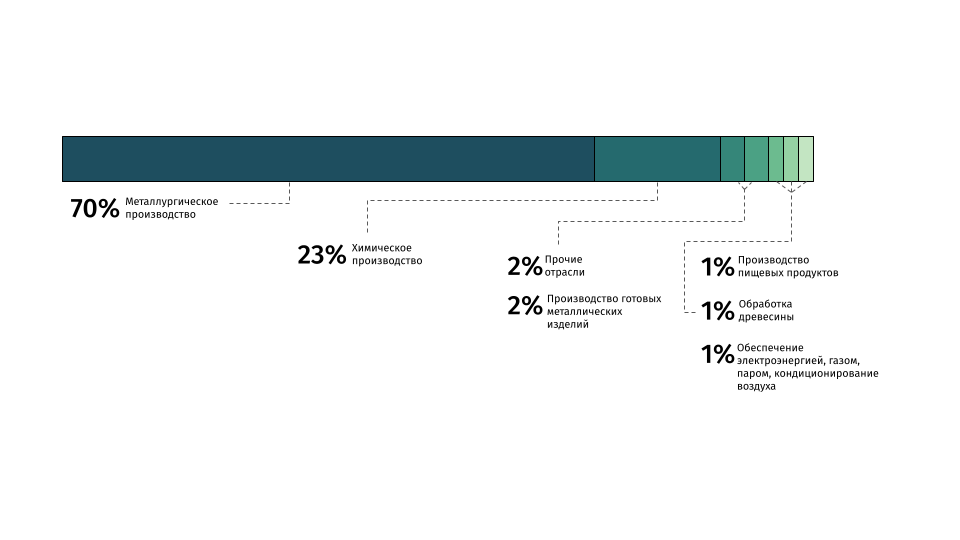 70% Металлургическое
производство
23% Химическое
производство
2% Прочие
отрасли
2% Производство готовых
металлических
изделий
1% Производство
пищевых продуктов
1% Обработка
древесины
1% Обеспечение
электроэнергией, газом,
паром, кондиционирование
воздуха